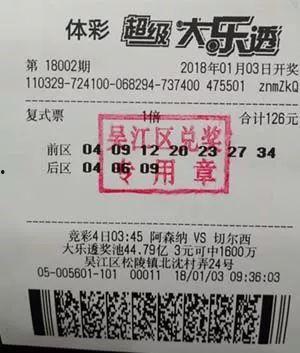 体彩 超级大乐透
第 18002期 2018年01月03日开奖
110329-724100-068294-737400 475501 znmZkQ
复式票 1倍 合计126元
前区 04 09 12 20 23 27 34
后区 04 06 09
吴江区兑奖
专用章
竞彩4日03:45 阿森纳 VS 切尔西
大乐透奖池44.79亿 3元可中1600万
吴江区松陵镇北沈村弄24号
05-005601-101 00011 18/01/03 09:36:03